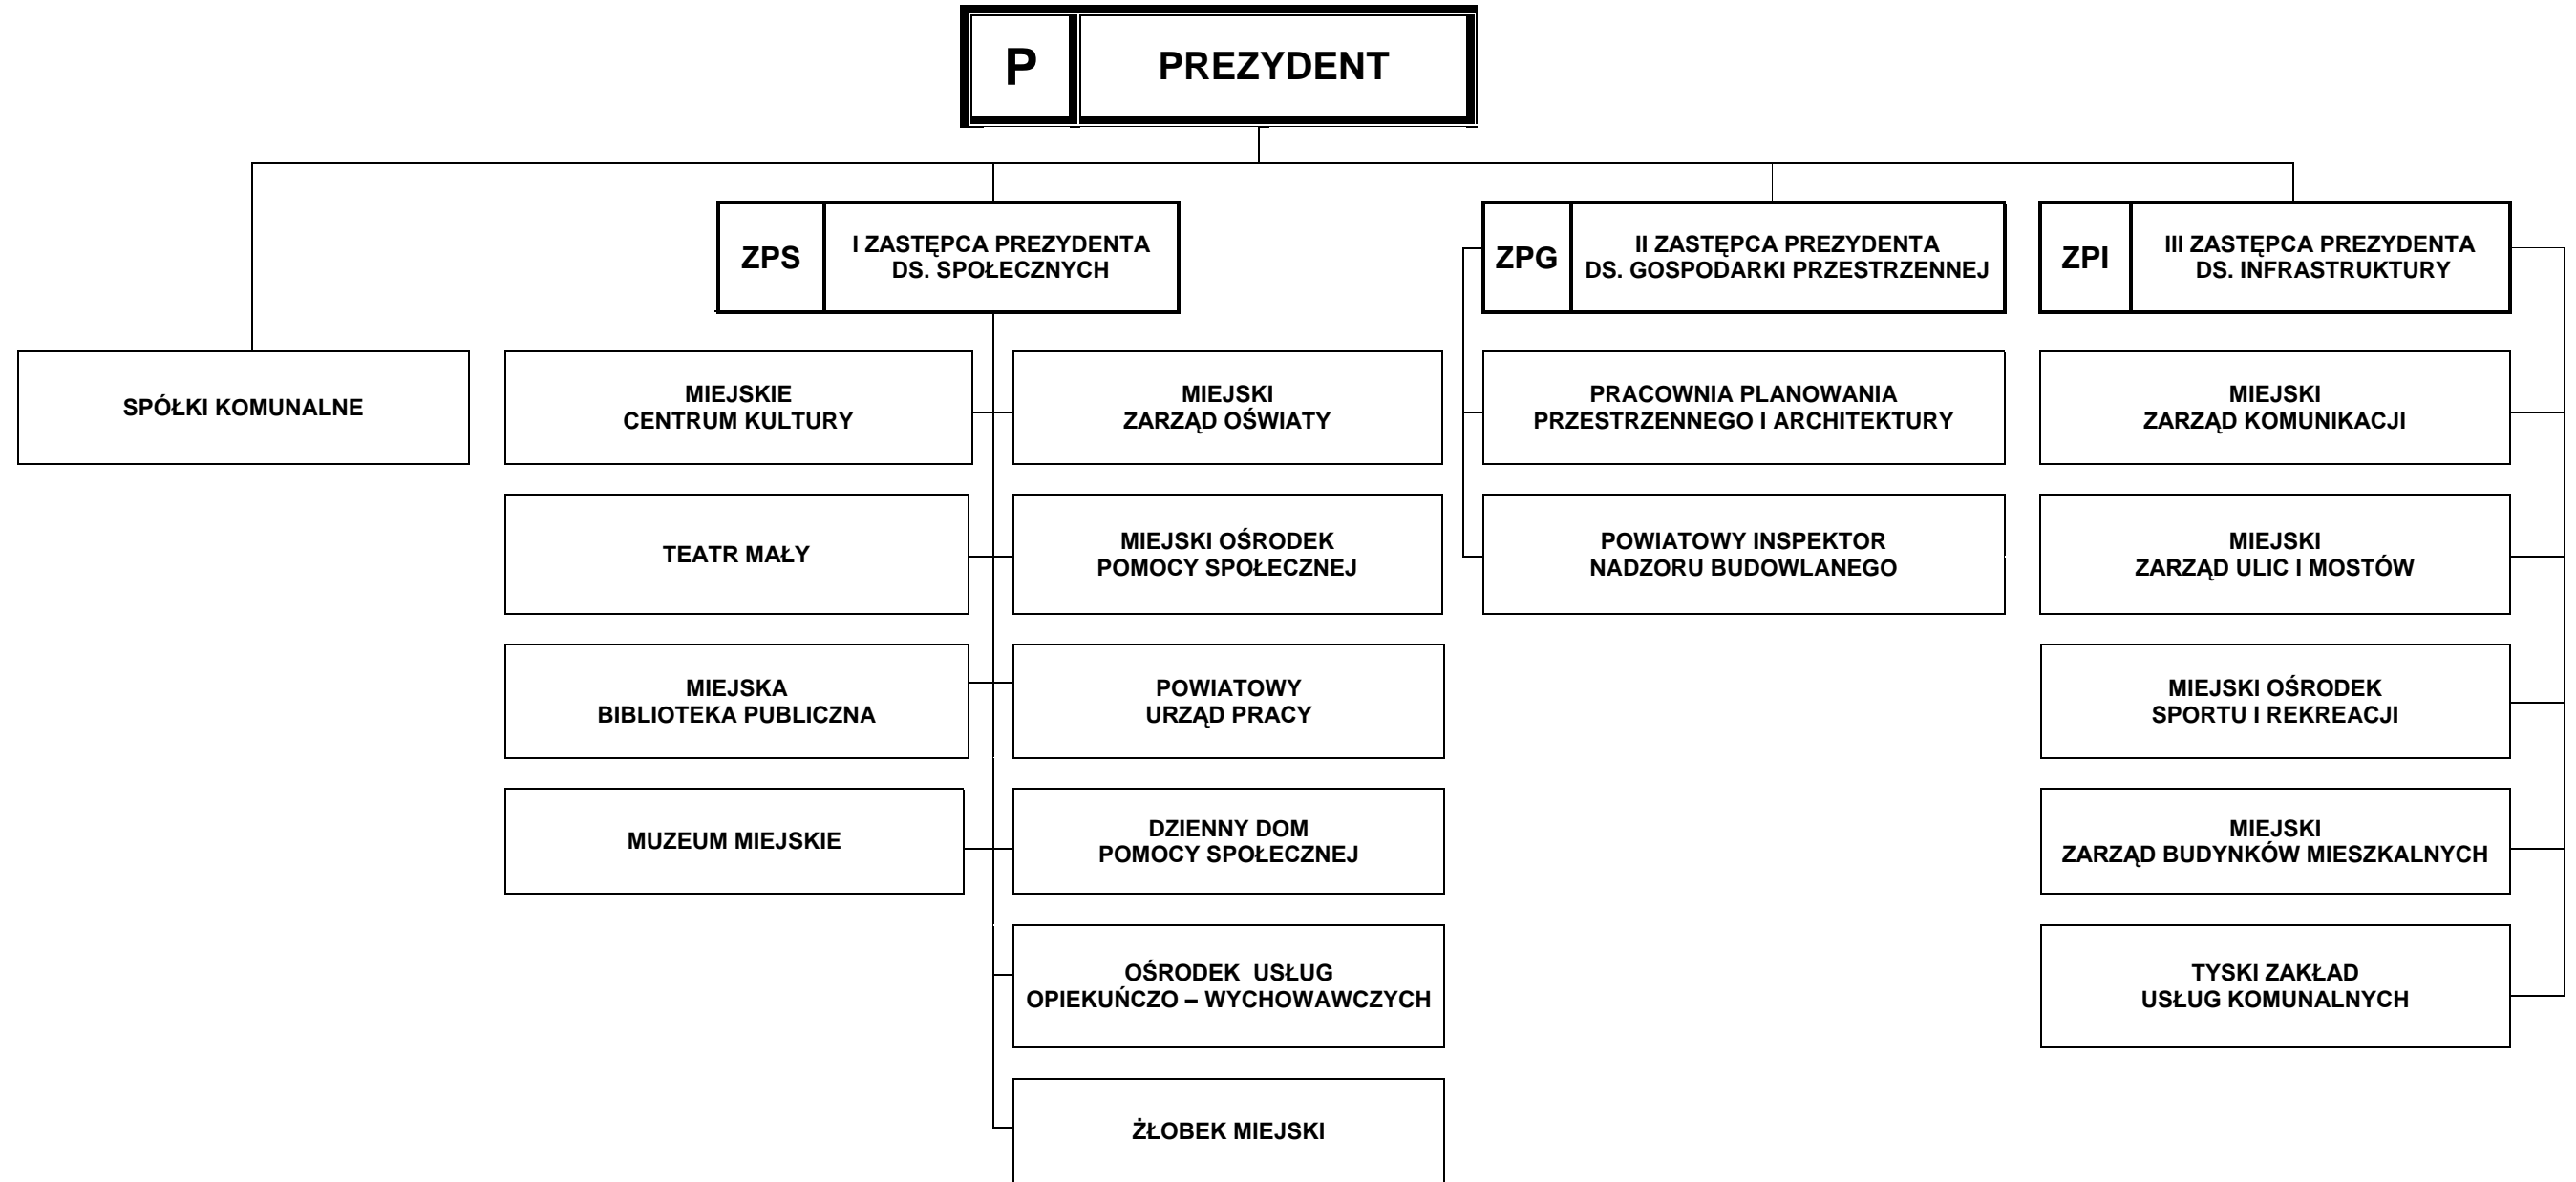 P
PREZYDENT
ZPS
I ZASTĘPCA PREZYDENTA
DS. SPOŁECZNYCH
ZPG
II ZASTĘPCA PREZYDENTA
DS. GOSPODARKI PRZESTRZENNEJ
ZPI
III ZASTĘPCA PREZYDENTA
DS. INFRASTRUKTURY
SPÓŁKI KOMUNALNE
MIEJSKIE
CENTRUM KULTURY
MIEJSKI
ZARZĄD OŚWIATY
PRACOWNIA PLANOWANIA
PRZESTRZENNEGO I ARCHITEKTURY
MIEJSKI
ZARZĄD KOMUNIKACJI
TEATR MAŁY
MIEJSKI OŚRODEK
POMOCY SPOŁECZNEJ
POWIATOWY INSPEKTOR
NADZORU BUDOWLANEGO
MIEJSKI
ZARZĄD ULIC I MOSTÓW
MIEJSKA
BIBLIOTEKA PUBLICZNA
POWIATOWY
URZĄD PRACY
MIEJSKI OŚRODEK
SPORTU I REKREACJI
MUZEUM MIEJSKIE
DZIENNY DOM
POMOCY SPOŁECZNEJ
MIEJSKI
ZARZĄD BUDYNKÓW MIESZKALNYCH
OŚRODEK USŁUG
OPIEKUŃCZO – WYCHOWAWCZYCH
TYSKI ZAKŁAD
USŁUG KOMUNALNYCH
ŻŁOBEK MIEJSKI